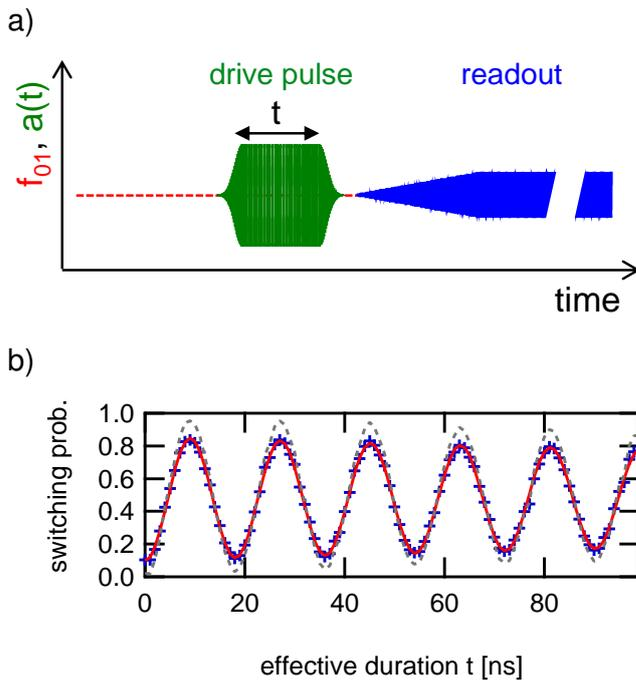 a)
drive pulse readout
t
f01, a(t)
time
b)
switching prob.
1.0
0.8
0.6
0.4
0.2
0.0
0 20 40 60 80
effective duration t [ns]